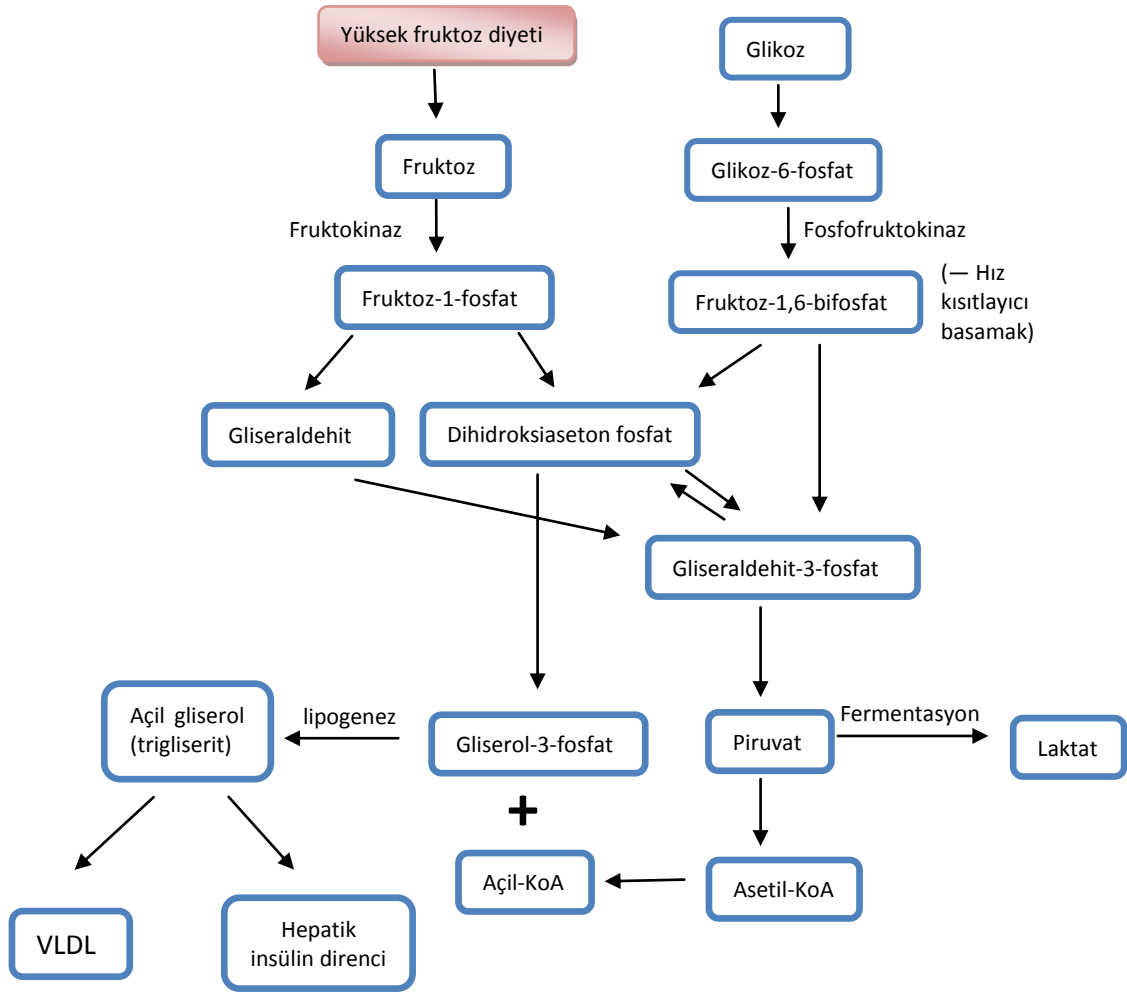 Yüksek fruktoz diyeti
Glikoz
Fruktoz
Glikoz-6-fosfat
Fruktokinaz
Fosfofruktokinaz
Fruktoz-1-fosfat
Fruktoz-1,6-bifosfat
(— Hız
kısıtlayıcı
basamak)
Gliseraldehit
Dihidroksiaseton fosfat
Gliseraldehit-3-fosfat
Açil gliserol
(trigliserit)
lipogenez
Gliserol-3-fosfat
Piruvat
Fermentasyon
Laktat
+
Açil-KoA
Asetil-KoA
VLDL
Hepatik
insülin direnci